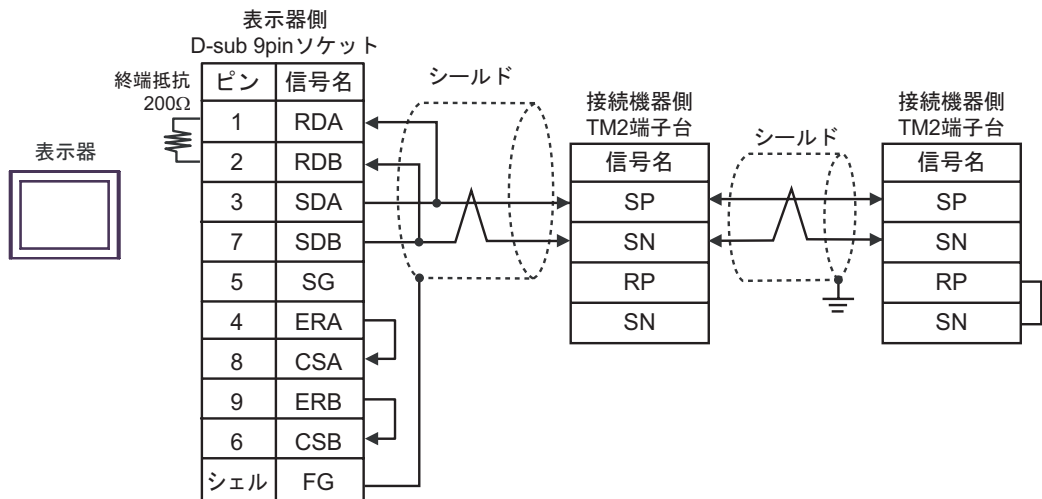 表示器側
D-sub 9pinソケット
終端抵抗
200Ω
表示器
ピン 信号名
1 RDA
2 RDB
3 SDA
7 SDB
5 SG
4 ERA
8 CSA
9 ERB
6 CSB
シェル FG
シールド
接続機器側
TM2端子台
信号名
SP
SN
RP
SN
シールド
接続機器側
TM2端子台
信号名
SP
SN
RP
SN